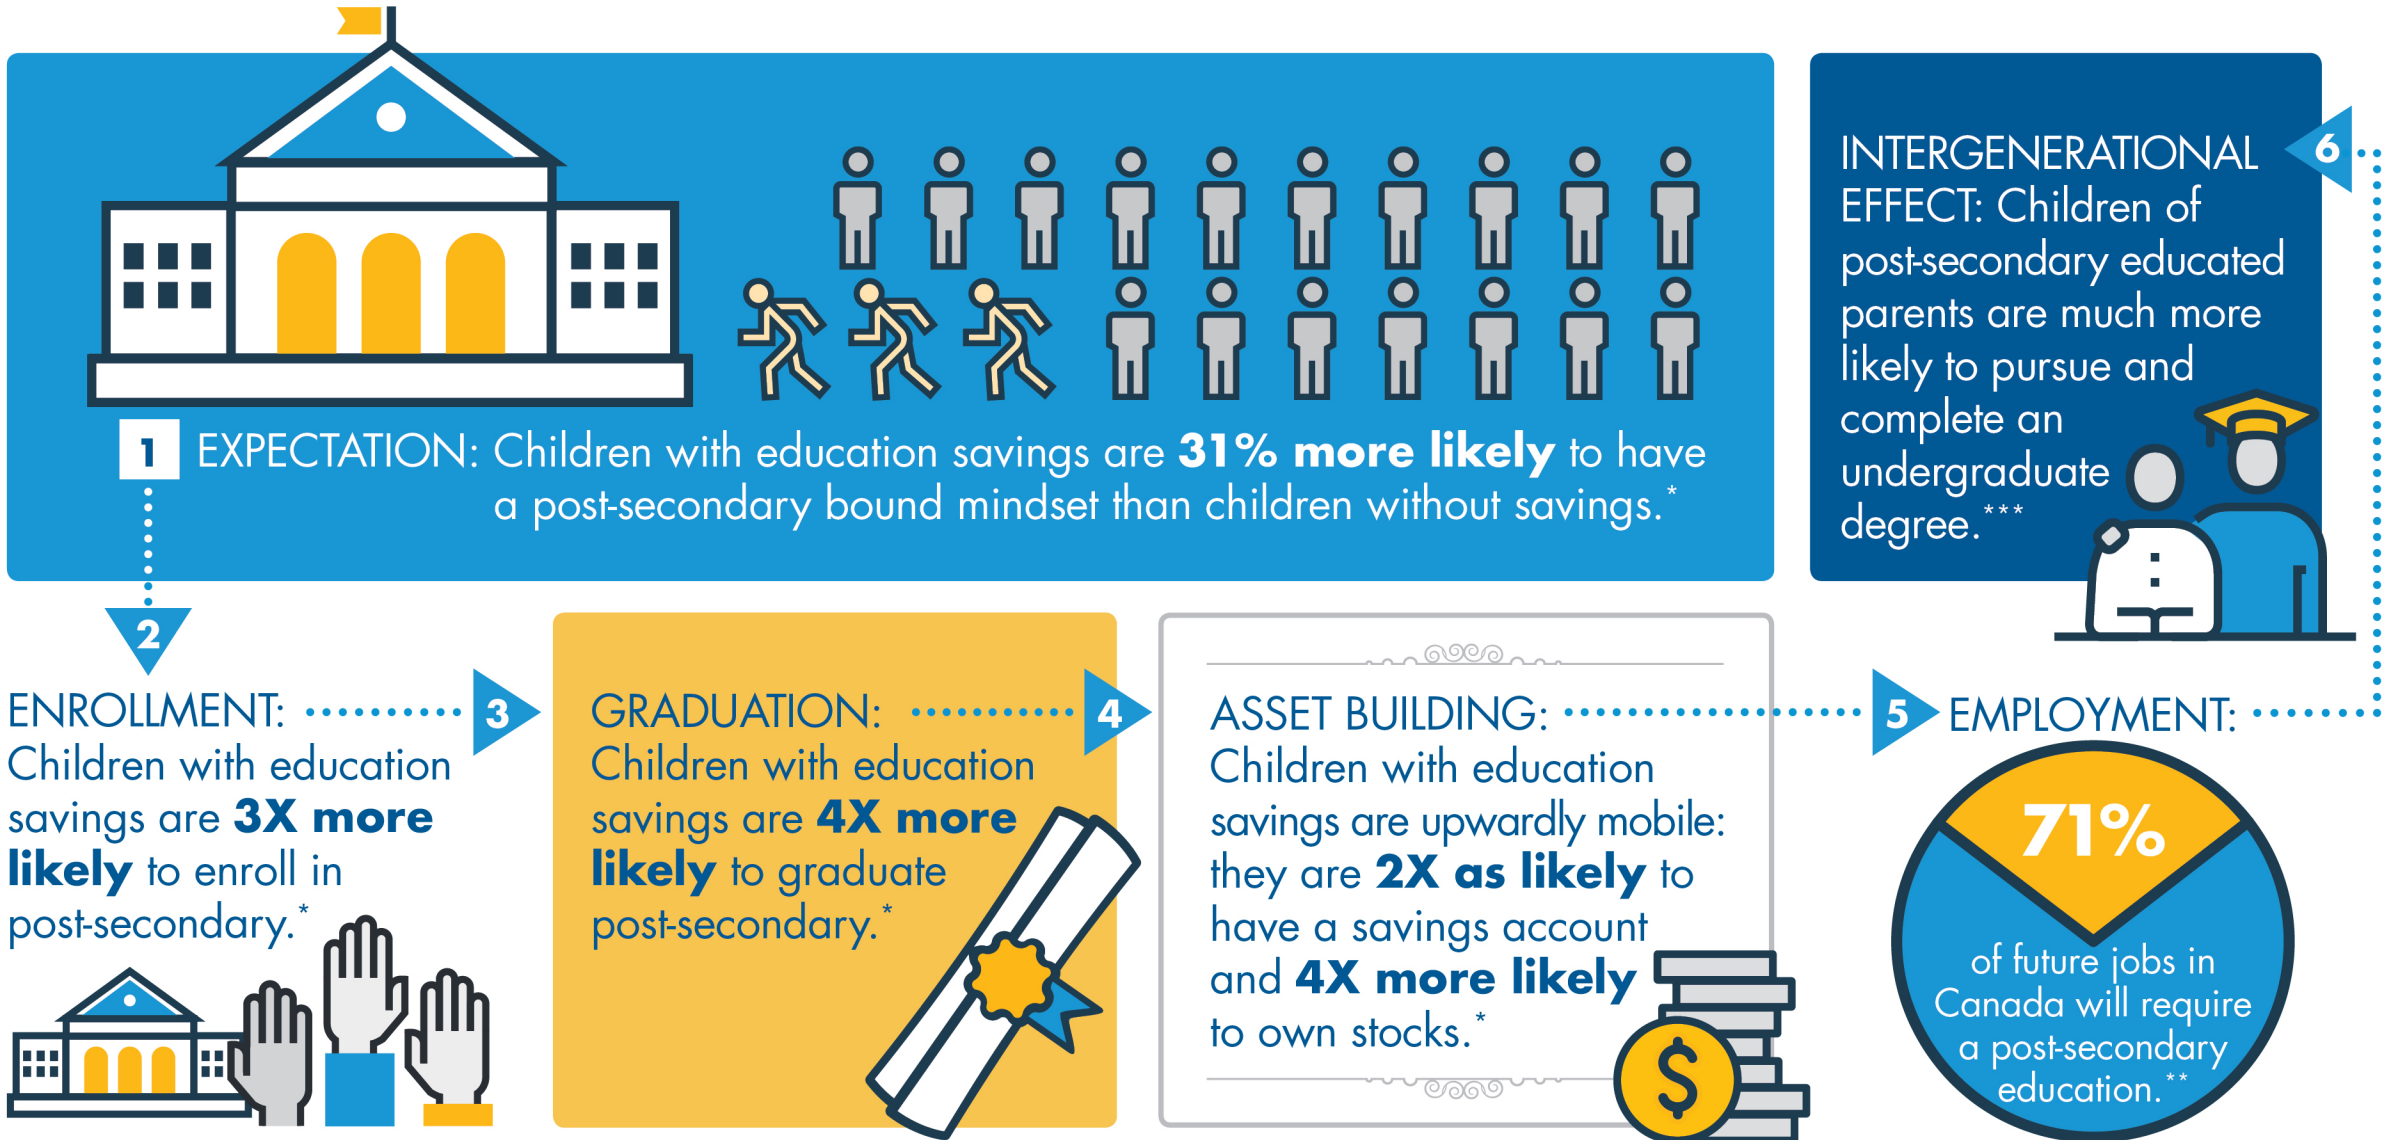 1 EXPECTATION: Children with education savings are 31% more likely to have
a post-secondary bound mindset than children without savings.*
2
ENROLLMENT:
Children with education
savings are 3X more
likely to enroll in
post-secondary.*
3
GRADUATION:
Children with education
savings are 4X more
likely to graduate
post-secondary.*
4
ASSET BUILDING:
Children with education
savings are upwardly mobile:
they are 2X as likely to
have a savings account
and 4X more likely
to own stocks.*
$
5 EMPLOYMENT:
71%
of future jobs in
Canada will require
a post-secondary
education.**
6
INTERGENERATIONAL
EFFECT: Children of
post-secondary educated
parents are much more
likely to pursue and
complete an
undergraduate
degree.***